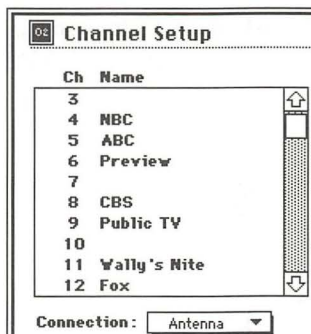 02 Channel Setup
Ch Name
3
4 NBC
5 ABC
6 Preview
7
8 CBS
9 Public TV
10
11 Wally's Nite
12 Fox
Connection: Antenna